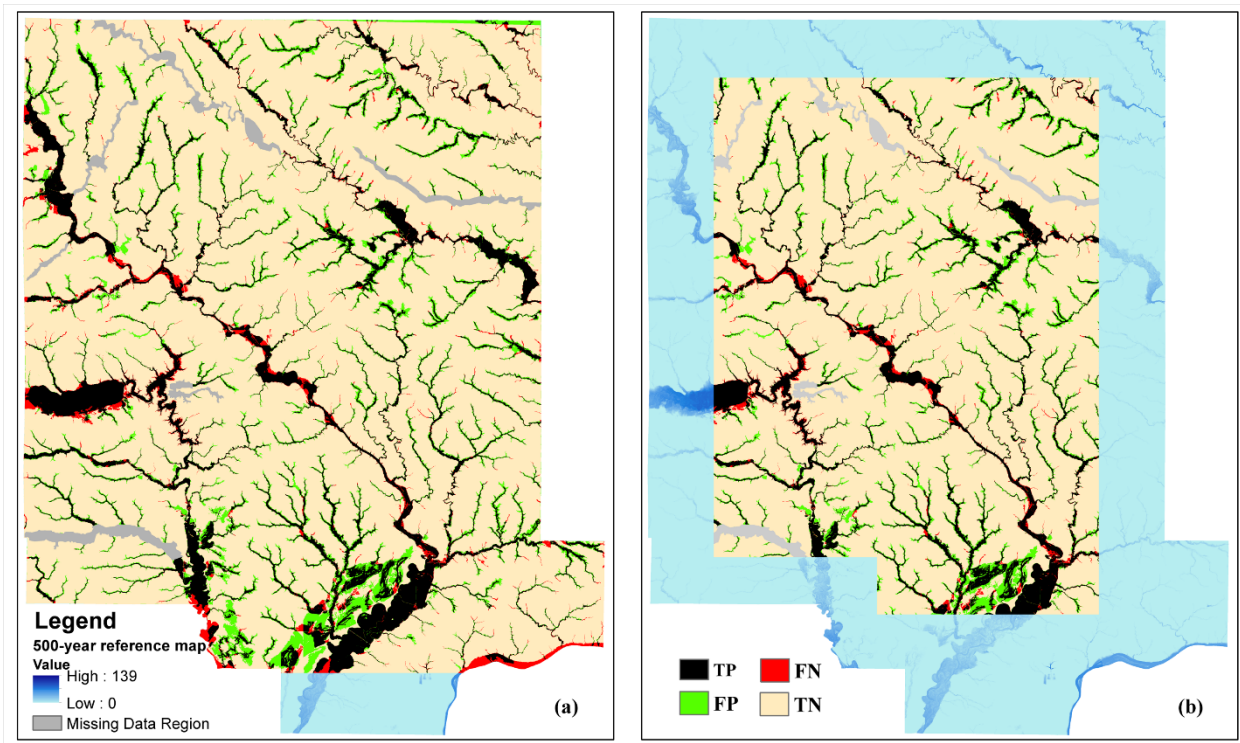 Legend
500-year reference map
Value
High : 139
Low : 0
Missing Data Region
(a)
TP
FN
FP
TN
(b)